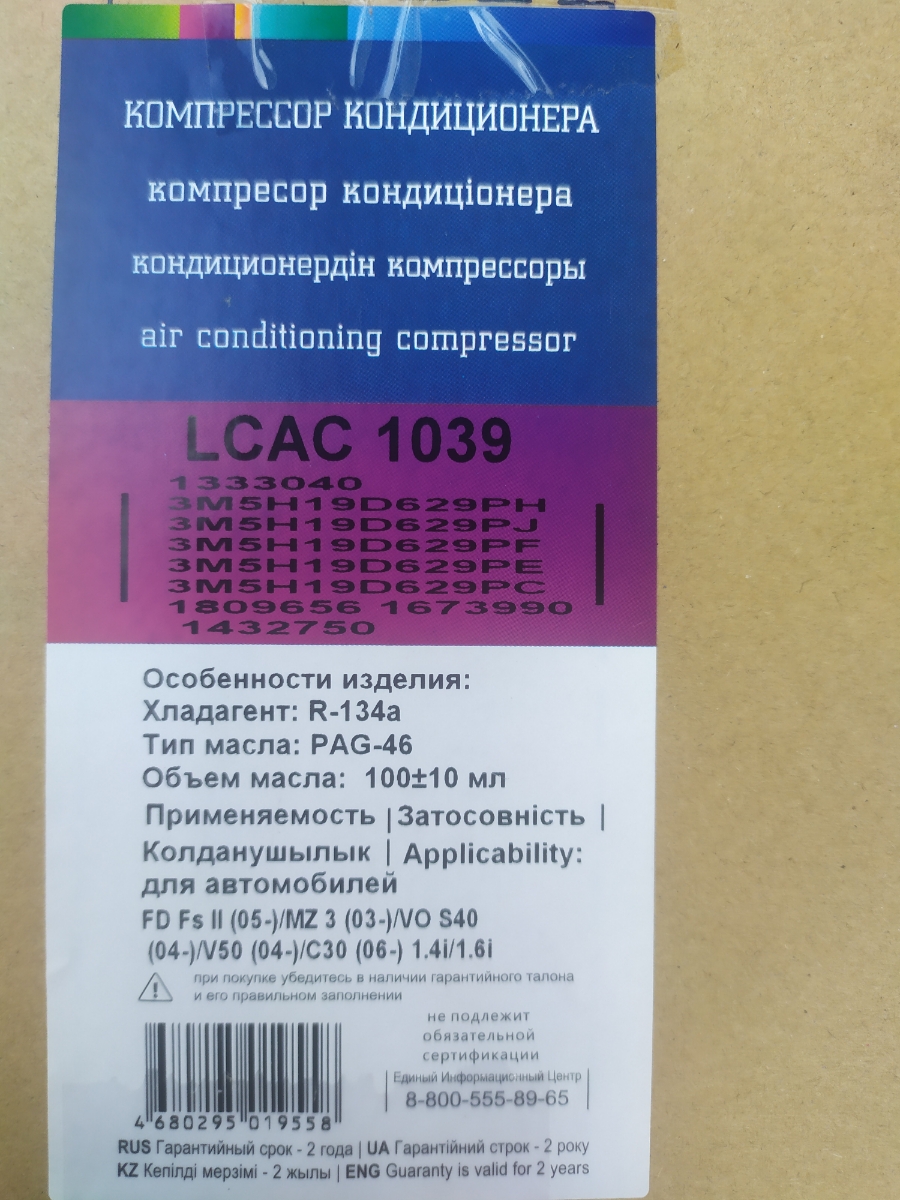 КОМПРЕССОР КОНДИЦИОНЕРА
компресор кондиціонера
кондиционердін компрессоры
air conditioning compressor
LCAC 1039
1333040
3M5H19D629PH
3M5H19D629PJ
3M5H19D629PF
3M5H19D629PE
3M5H19D629PC
1809656 1673990
1432750
Особенности изделия:
Хладагент: R-134a
Тип масла: PAG-46
Объем масла: 100±10 мл
Применяемость | Затосовність |
Колданушылык | Applicability:
для автомобилей
FD Fs II (05-)/MZ 3 (03-)/VO S40
(04-)/V50 (04-)/C30 (06-) 1.4i/1.6i
при покупке убедитесь в наличии гарантийного талона
и его правильном заполнении
не подлежит
обязательной
сертификации
Единый Информационный Центр
8-800-555-89-65
4 680295 019558
RUS Гарантийный срок - 2 года | UA Гарантійний строк - 2 року
KZ Кепілді мерзімі - 2 жылы | ENG Guaranty is valid for 2 years